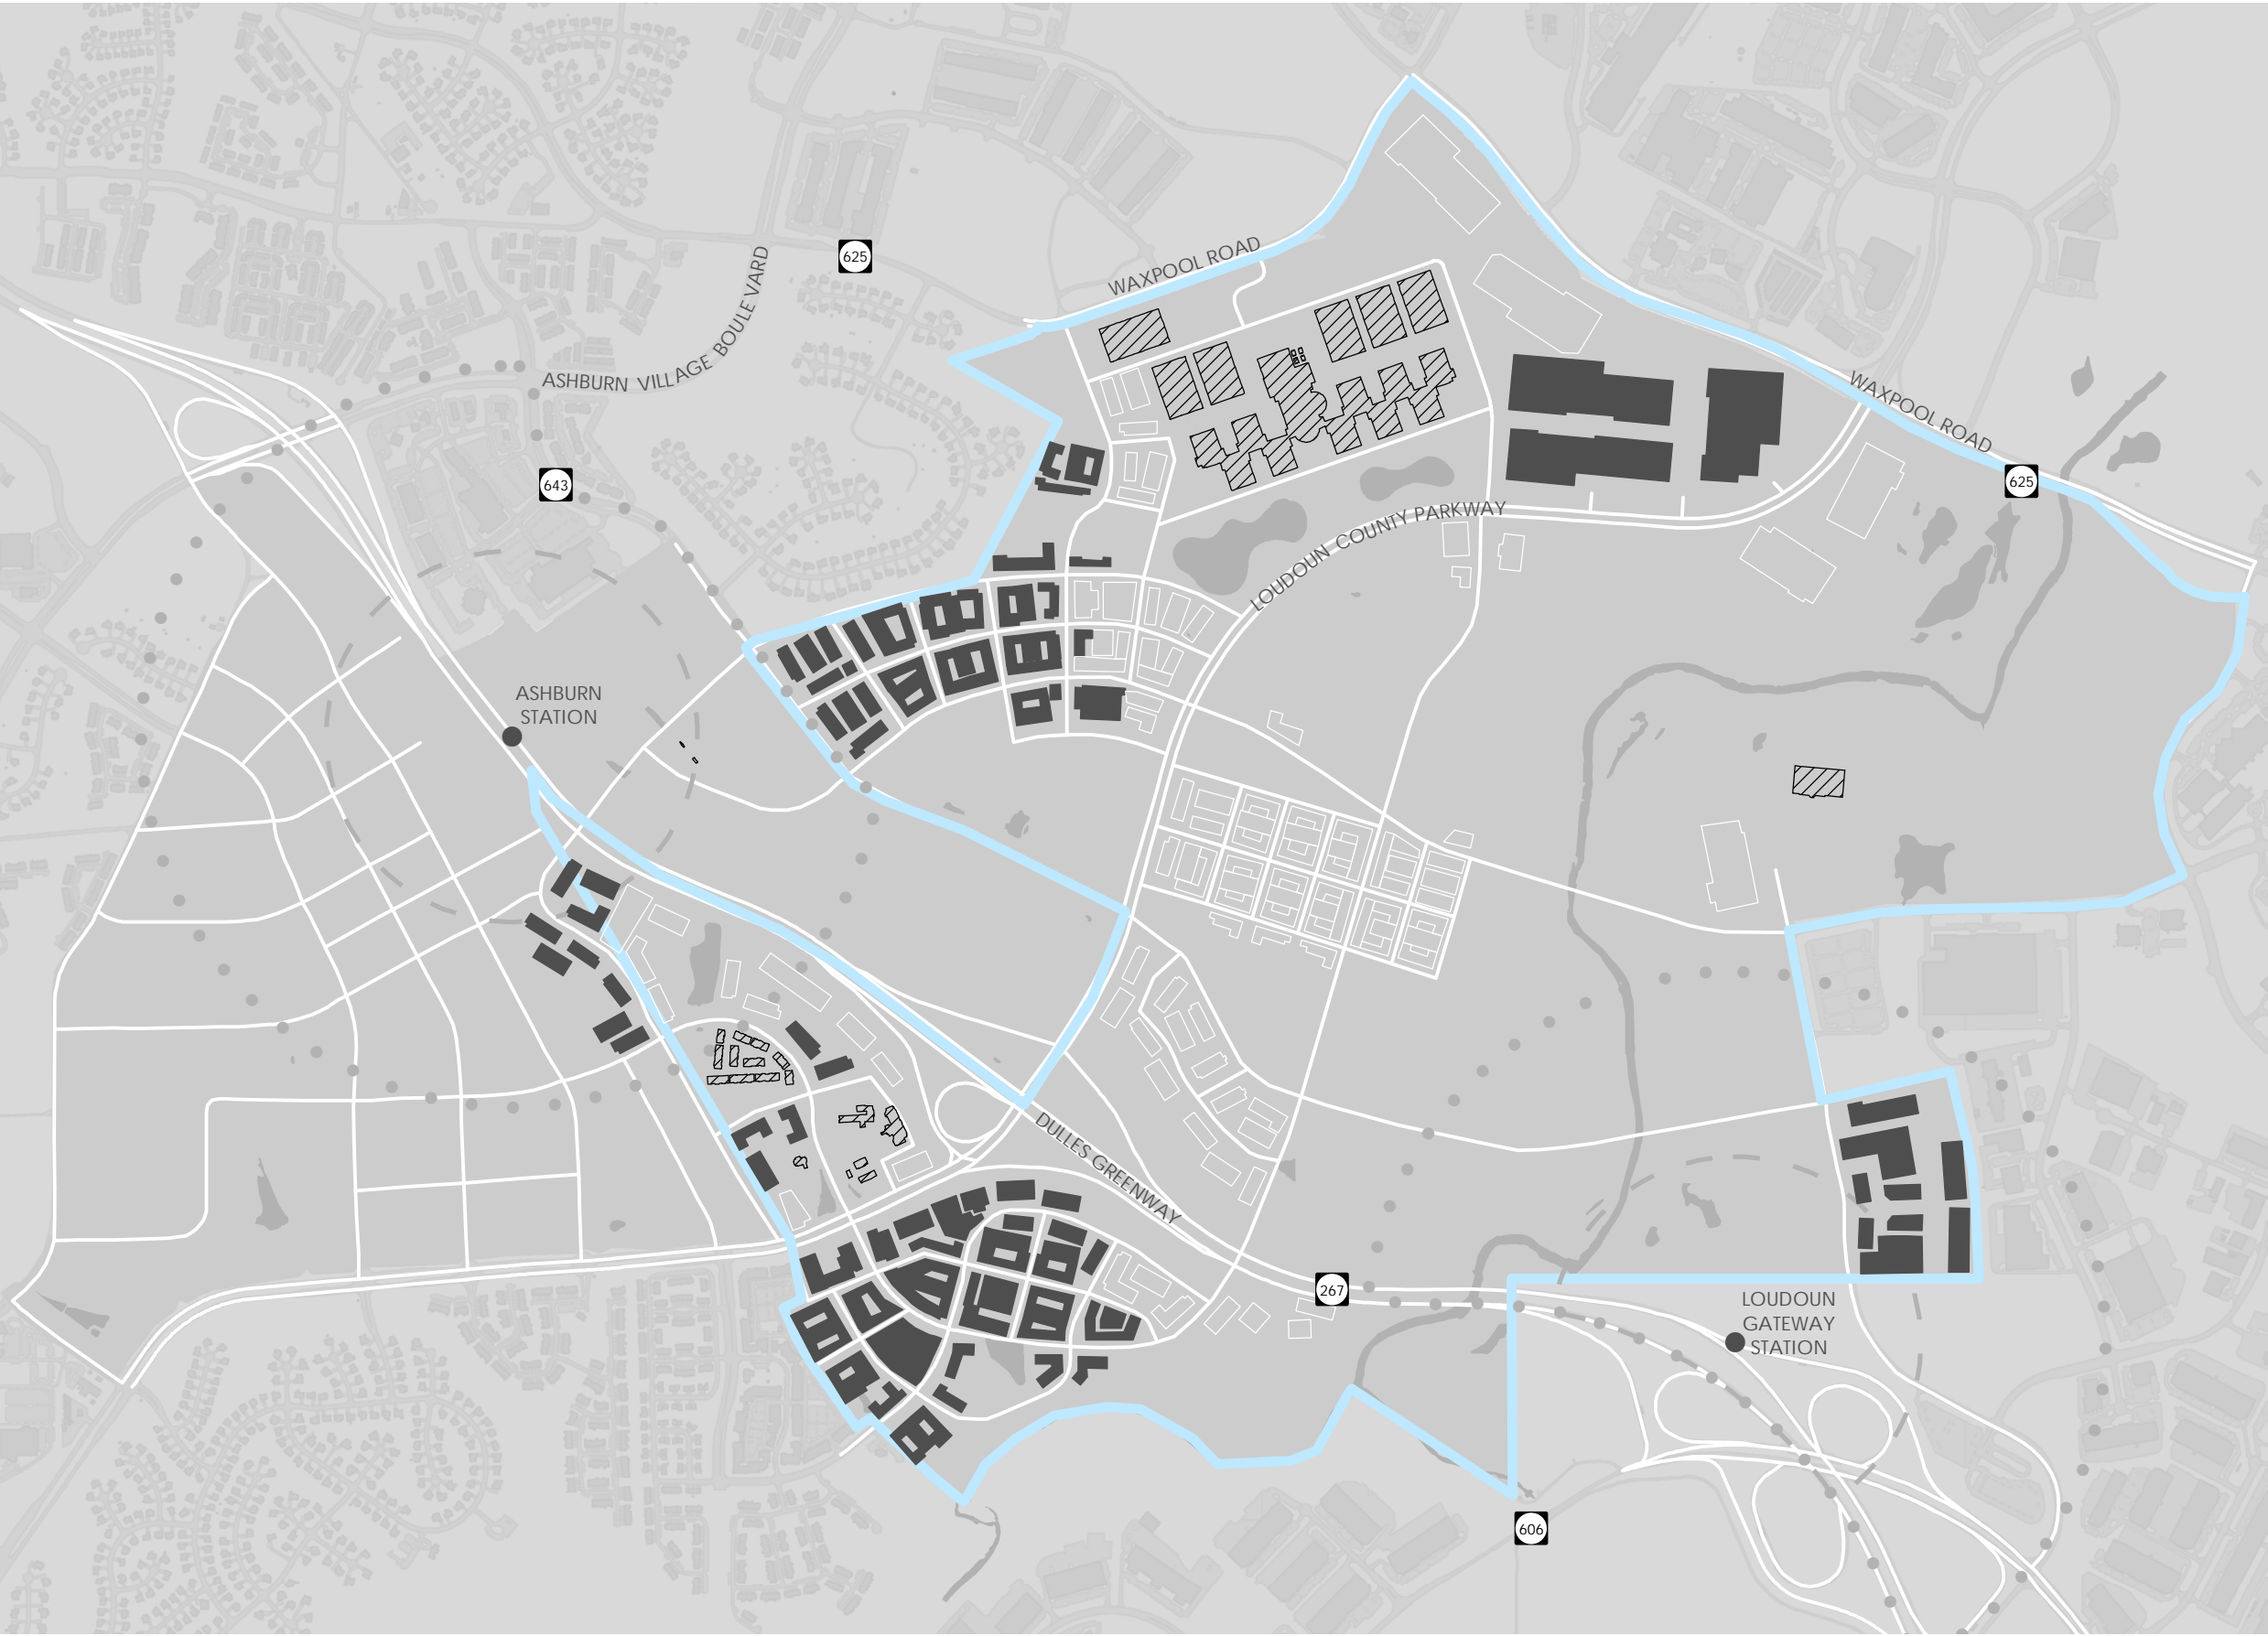 WAXPOOL ROAD
625
ASHBURN VILLAGE BOULEVARD
WAXPOOL ROAD
643
625
LOUDOUN COUNTY PARKWAY
ASHBURN
STATION
DULLES GREENWAY
267
LOUDOUN
GATEWAY
STATION
606